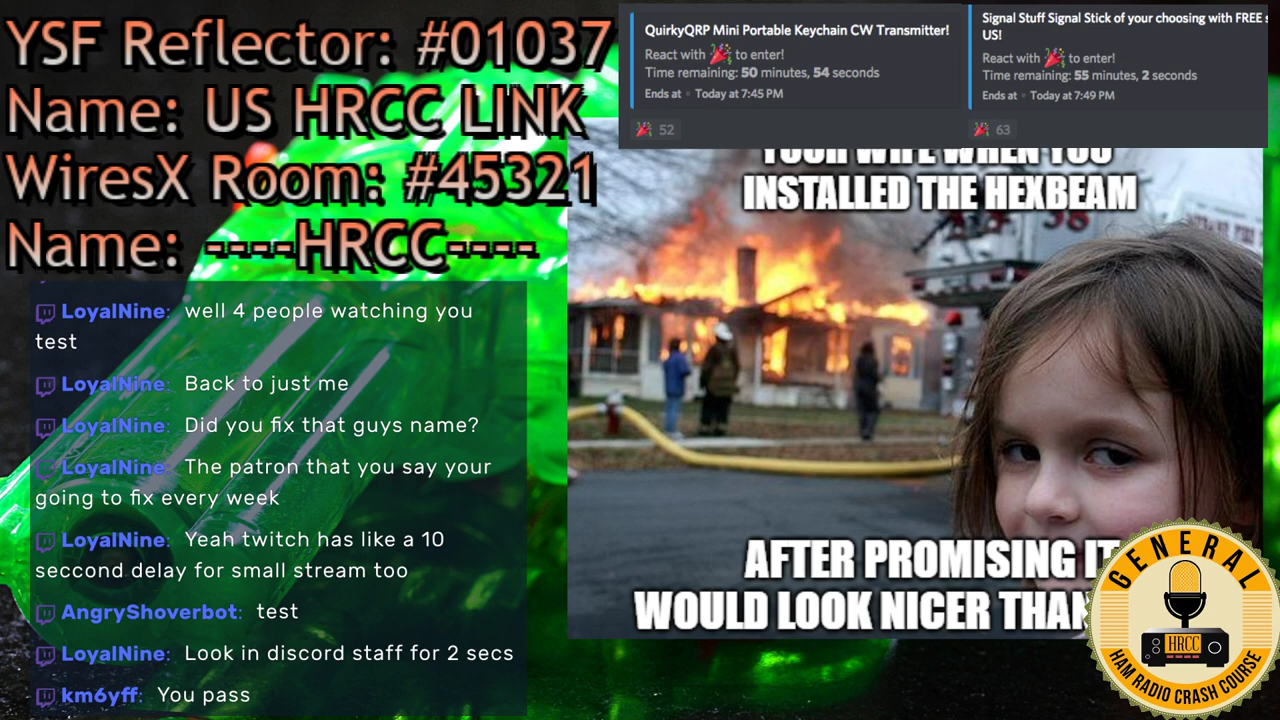 YSF Reflector: #01037
Name: US HRCC LINK
WiresX Room: #45321
Name: ----HRCC----
LoyalNine: well 4 people watching you
test
LoyalNine: Back to just me
LoyalNine: Did you fix that guys name?
LoyalNine: The patron that you say your
going to fix every week
LoyalNine: Yeah twitch has like a 10
seccond delay for small stream too
AngryShoverbot: test
LoyalNine: Look in discord staff for 2 secs
km6yff: You pass
QuirkyQRP Mini Portable Keychain CW Transmitter!
React with 🎉 to enter!
Time remaining: 50 minutes, 54 seconds
Ends at • Today at 7:45 PM
🎉 52
Signal Stuff Signal Stick of your choosing with FREE
US!
React with 🎉 to enter!
Time remaining: 55 minutes, 2 seconds
Ends at • Today at 7:49 PM
🎉 63
YOUR WIFE WHEN YOU
INSTALLED THE HEXBEAM
AFTER PROMISING IT
WOULD LOOK NICER THAN
GENERAL
HRCC
HAM RADIO CRASH COURSE